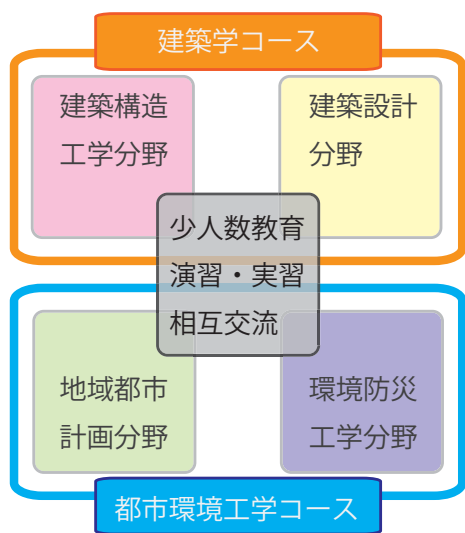 建築学コース
建築構造
工学分野
建築設計
分野
少人数教育
演習・実習
相互交流
地域都市
計画分野
環境防災
工学分野
都市環境工学コース